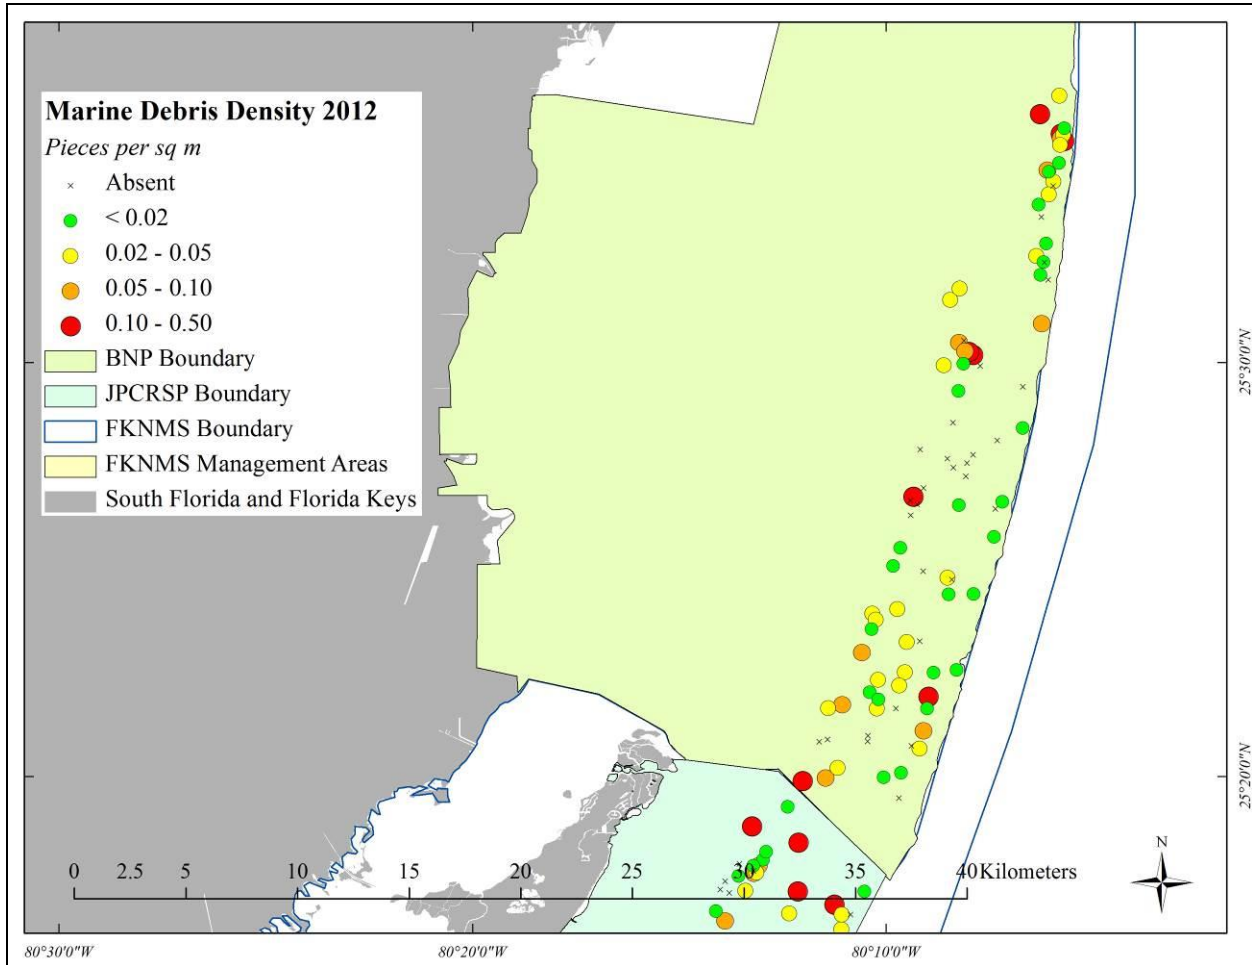 Marine Debris Density 2012
Pieces per sq m
Absent
< 0.02
0.02 - 0.05
0.05 - 0.10
0.10 - 0.50
BNP Boundary
JPCRSP Boundary
FKNMS Boundary
FKNMS Management Areas
South Florida and Florida Keys
25°30'0"N
25°20'0"N
N
0 2.5 5 10 15 20 25 30 35 40 Kilometers
80°30'0"W 80°20'0"W 80°10'0"W